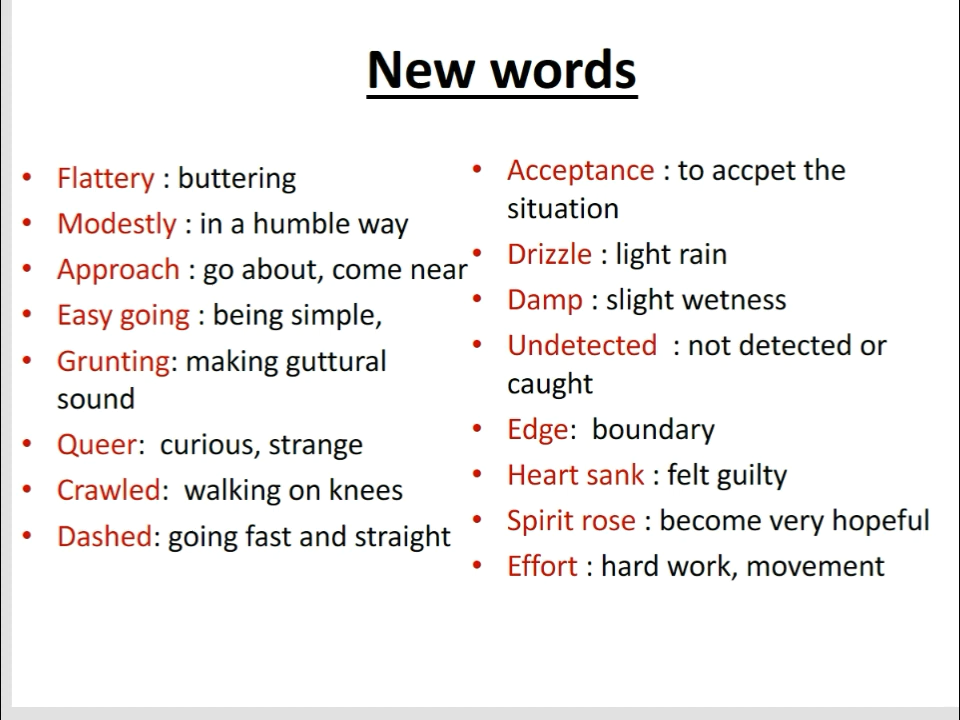 New words
• Flattery : buttering
• Modestly : in a humble way
• Approach : go about, come near
• Easy going : being simple,
• Grunting: making guttural
sound
• Queer:  curious, strange
• Crawled:  walking on knees
• Dashed: going fast and straight
• Acceptance : to accpet the
situation
• Drizzle : light rain
• Damp : slight wetness
• Undetected  : not detected or
caught
• Edge:  boundary
• Heart sank : felt guilty
• Spirit rose : become very hopeful
• Effort : hard work, movement